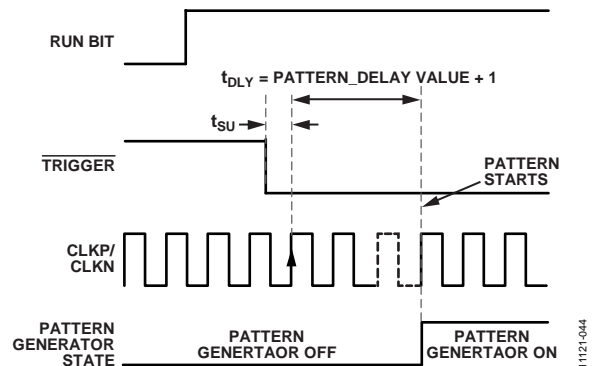 RUN BIT
tDLY = PATTERN_DELAY VALUE + 1
tSU
TRIGGER
PATTERN
STARTS
CLKP/
CLKN
PATTERN
GENERATOR
STATE
PATTERN
GENERTAOR OFF
PATTERN
GENERTAOR ON
11121-044